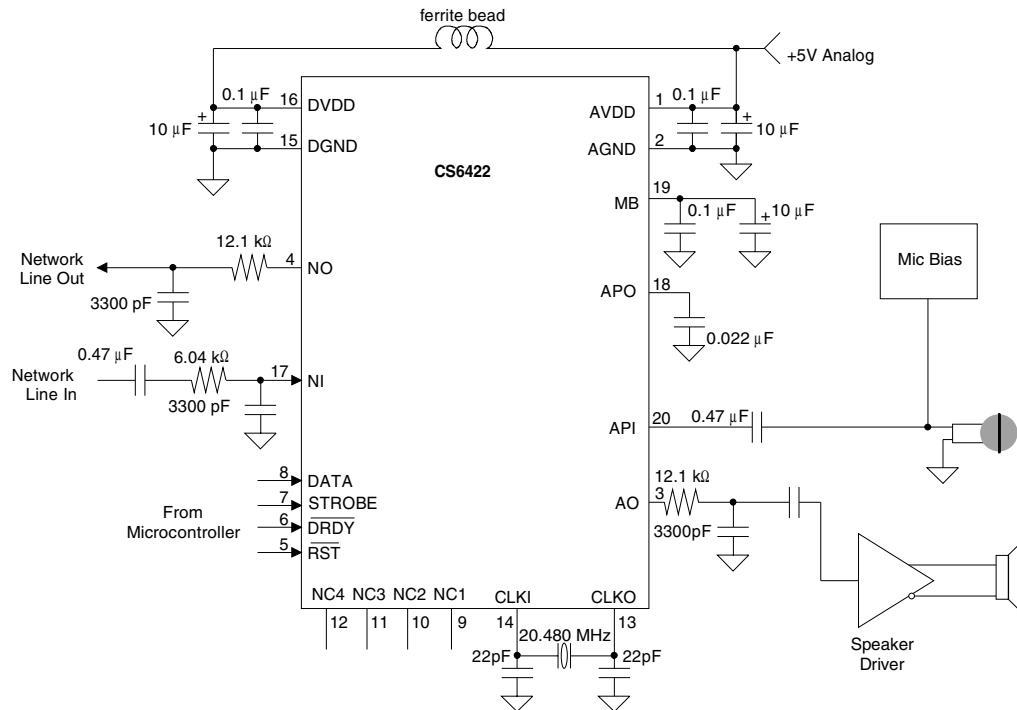 ferrite bead
+5V Analog
0.1 µF
16
DVDD
+
10 µF
15
DGND
CS6422
1
AVDD
0.1 µF
+
10 µF
2
AGND
19
MB
0.1 µF
+
10 µF
12.1 kΩ
4
NO
Network
Line Out
3300 pF
18
APO
0.022 µF
Mic Bias
0.47 µF
6.04 kΩ
17
NI
Network
Line In
3300 pF
20
API
0.47 µF
8
DATA
7
STROBE
6
DRDY
5
RST
From
Microcontroller
12.1 kΩ
3
AO
3300pF
NC4
NC3
NC2
NC1
CLKI
CLKO
12
11
10
9
14
13
20.480 MHz
22pF
22pF
Speaker
Driver